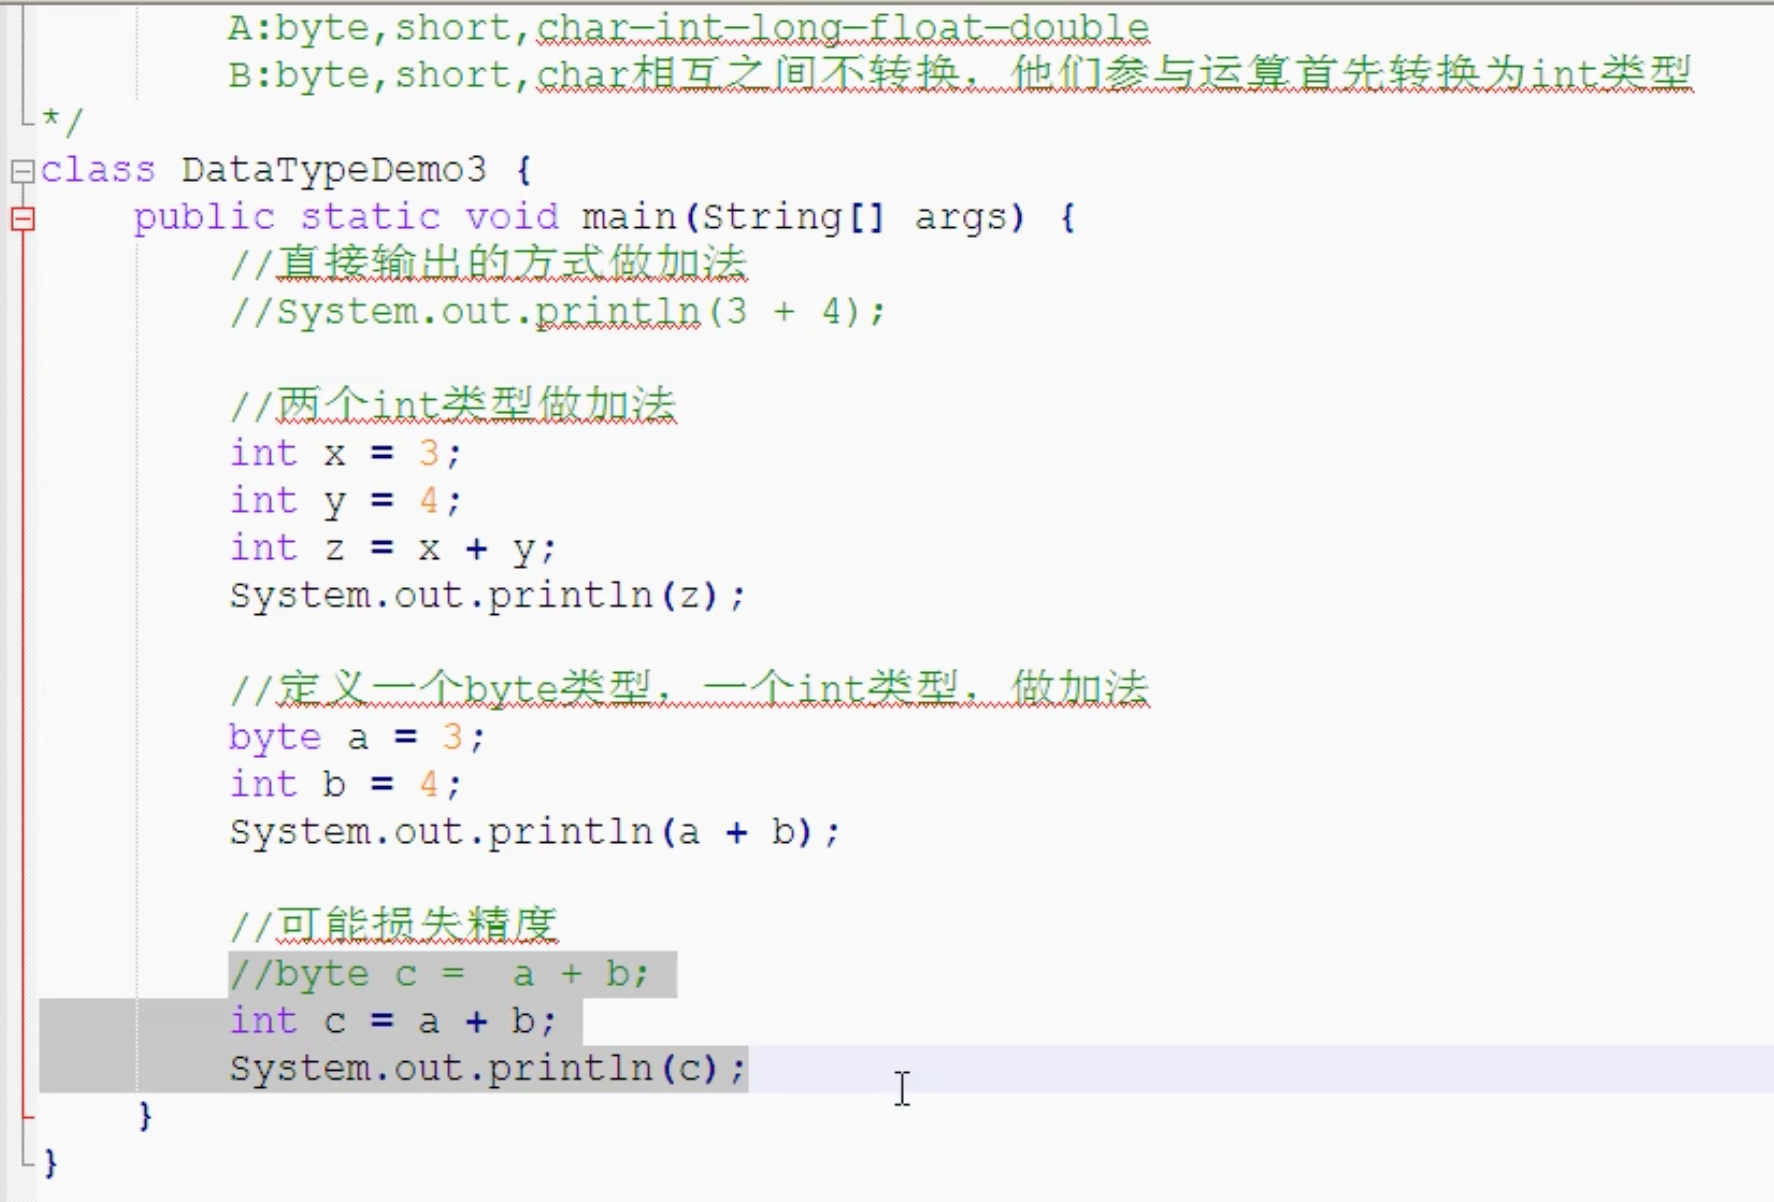 A:byte,short,char—int—long—float—double
B:byte,short,char相互之间不转换，他们参与运算首先转换为int类型
*/
class DataTypeDemo3 {
public static void main(String[] args) {
//直接输出的方式做加法
//System.out.println(3 + 4);
//两个int类型做加法
int x = 3;
int y = 4;
int z = x + y;
System.out.println(z);
//定义一个byte类型，一个int类型，做加法
byte a = 3;
int b = 4;
System.out.println(a + b);
//可能损失精度
//byte c =  a + b;
int c = a + b;
System.out.println(c);
}
}